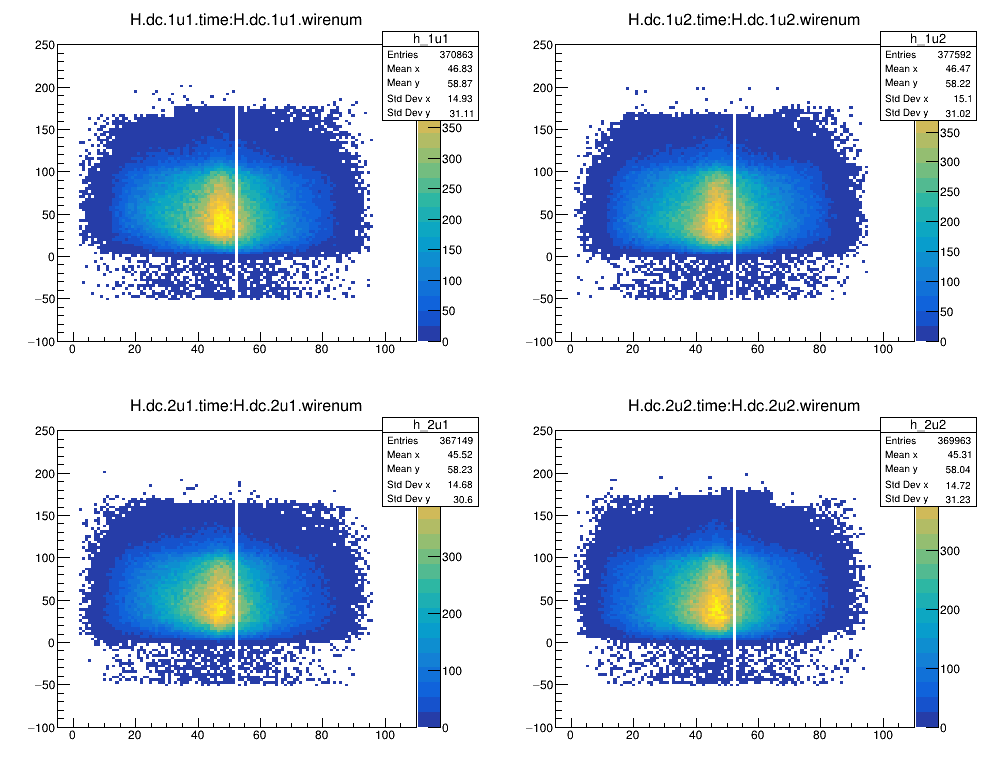 H.dc.1u1.time:H.dc.1u1.wirenum
h_1u1
Entries 370863
Mean x 46.83
Mean y 58.87
Std Dev x 14.93
Std Dev y 31.11
250
200
150
100
50
0
−50
−100
0 20 40 60 80 100
350
300
250
200
150
100
50
0
H.dc.1u2.time:H.dc.1u2.wirenum
h_1u2
Entries 377592
Mean x 46.47
Mean y 58.22
Std Dev x 15.1
Std Dev y 31.02
250
200
150
100
50
0
−50
−100
0 20 40 60 80 100
350
300
250
200
150
100
50
0
H.dc.2u1.time:H.dc.2u1.wirenum
h_2u1
Entries 367149
Mean x 45.52
Mean y 58.23
Std Dev x 14.68
Std Dev y 30.6
250
200
150
100
50
0
−50
−100
0 20 40 60 80 100
300
200
100
0
H.dc.2u2.time:H.dc.2u2.wirenum
h_2u2
Entries 369963
Mean x 45.31
Mean y 58.04
Std Dev x 14.72
Std Dev y 31.23
250
200
150
100
50
0
−50
−100
0 20 40 60 80 100
300
200
100
0